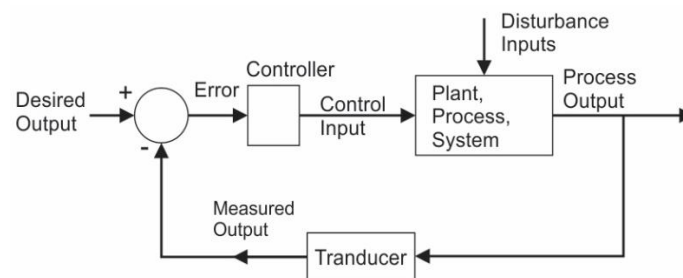 Disturbance
Inputs
Controller
Process
Output
+
Error
Desired
Output
Control
Input
Plant,
Process,
System
-
Measured
Output
Tranducer